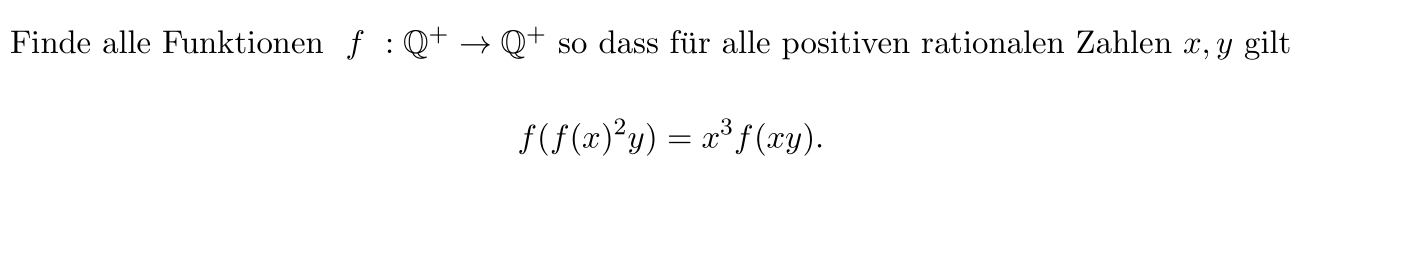 Finde alle Funktionen f : ℚ⁺ → ℚ⁺ so dass für alle positiven rationalen Zahlen x, y gilt
f(f(x)²y) = x³f(xy).